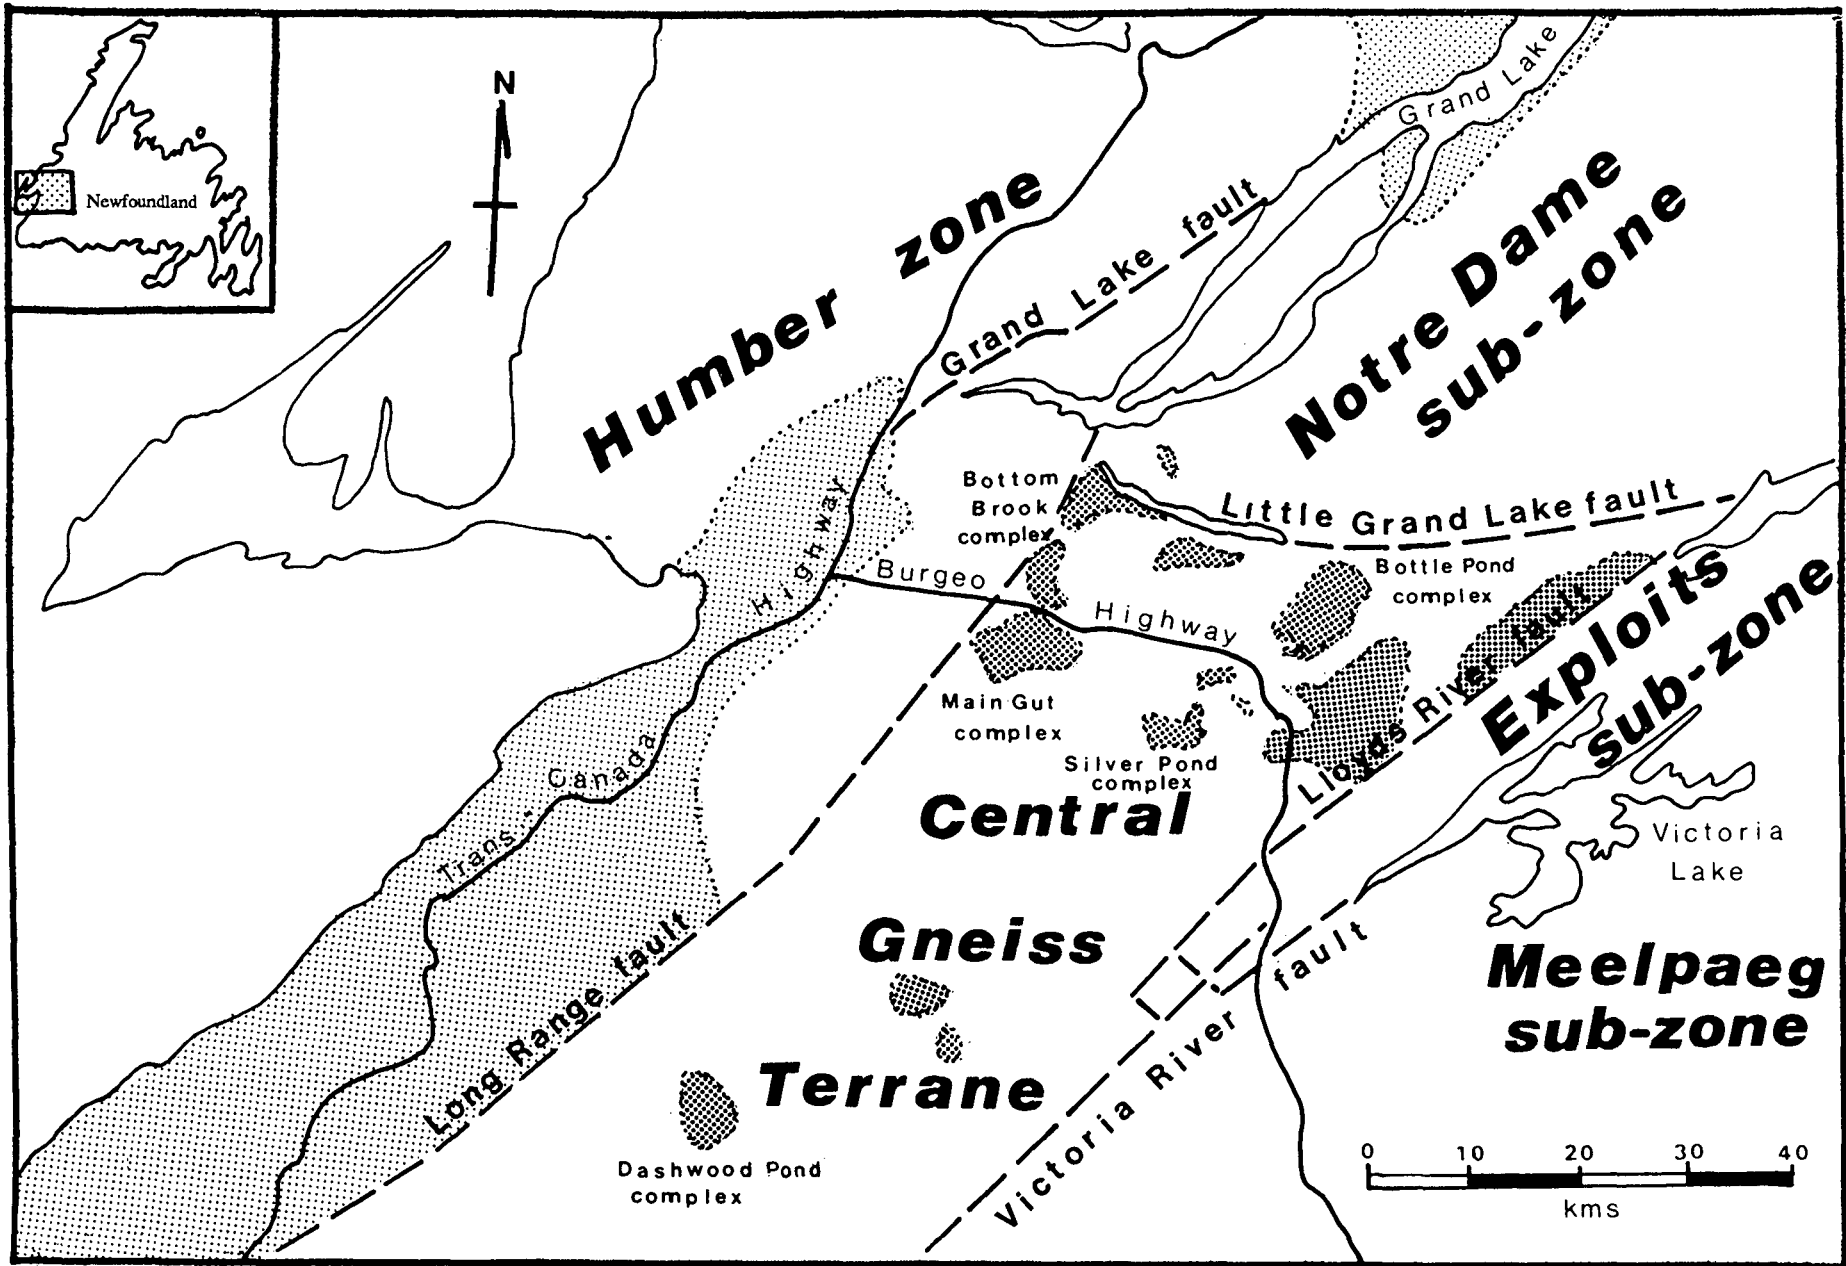 N
Newfoundland
Grand Lake
Humber zone
Grand Lake fault
Notre Dame
sub-zone
Bottom
Brook
complex
Little Grand Lake fault
Highway
Burgeo
Highway
Bottle Pond
complex
Main Gut
complex
Silver Pond
complex
Lloyds River fault
Exploits
sub-zone
Trans-Canada
Central
Victoria
Lake
Gneiss
Long Range fault
Meelpaeg
sub-zone
Terrane
Victoria River fault
Dashwood Pond
complex
0 10 20 30 40
kms